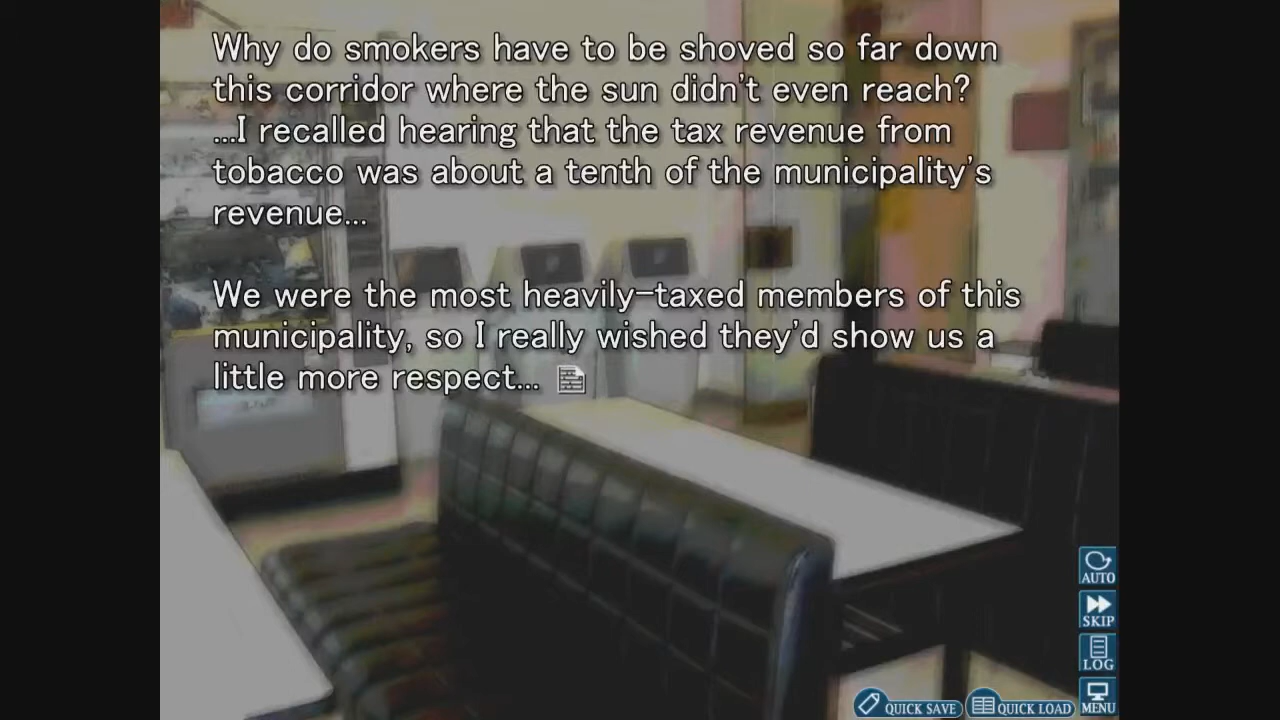 Why do smokers have to be shoved so far down
this corridor where the sun didn't even reach?
...I recalled hearing that the tax revenue from
tobacco was about a tenth of the municipality's
revenue...
We were the most heavily-taxed members of this
municipality, so I really wished they'd show us a
little more respect...
AUTO
SKIP
LOG
MENU
QUICK SAVE
QUICK LOAD